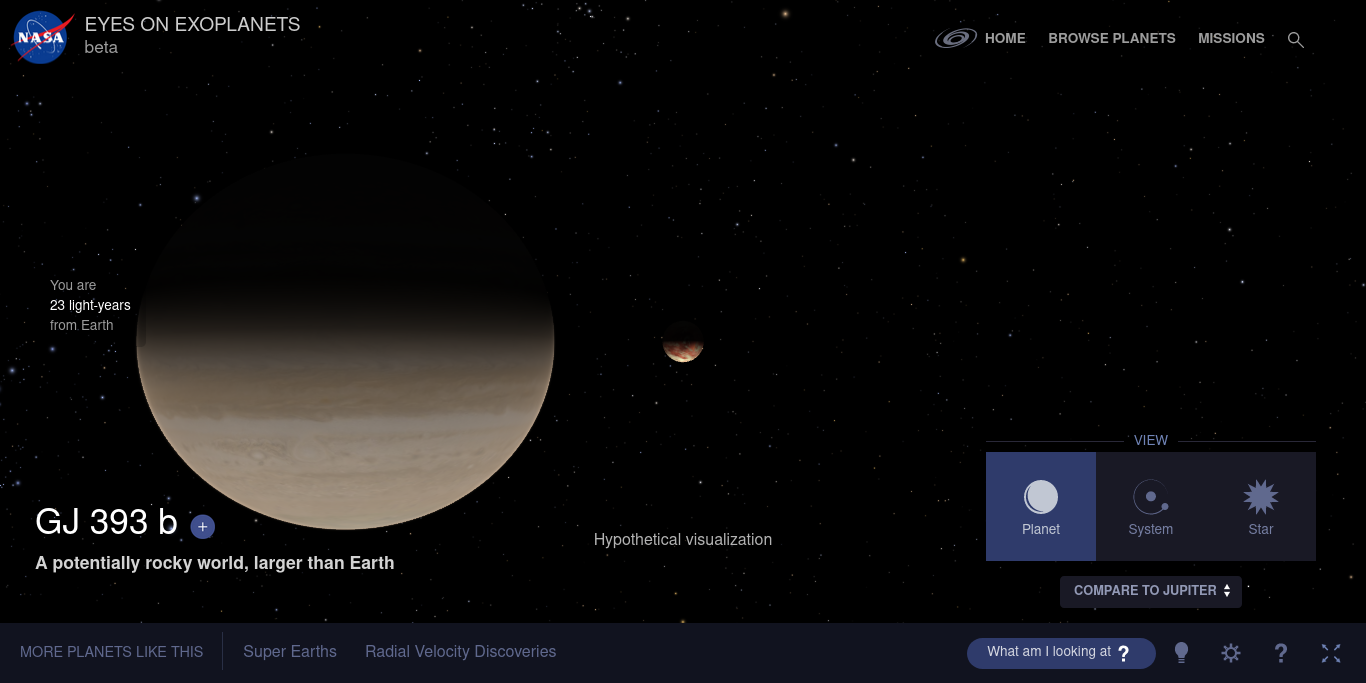 NASA
EYES ON EXOPLANETS
beta
HOME
BROWSE PLANETS
MISSIONS
You are
23 light-years
from Earth
VIEW
Planet
System
Star
GJ 393 b +
A potentially rocky world, larger than Earth
Hypothetical visualization
COMPARE TO JUPITER
MORE PLANETS LIKE THIS
Super Earths
Radial Velocity Discoveries
What am I looking at ?
?